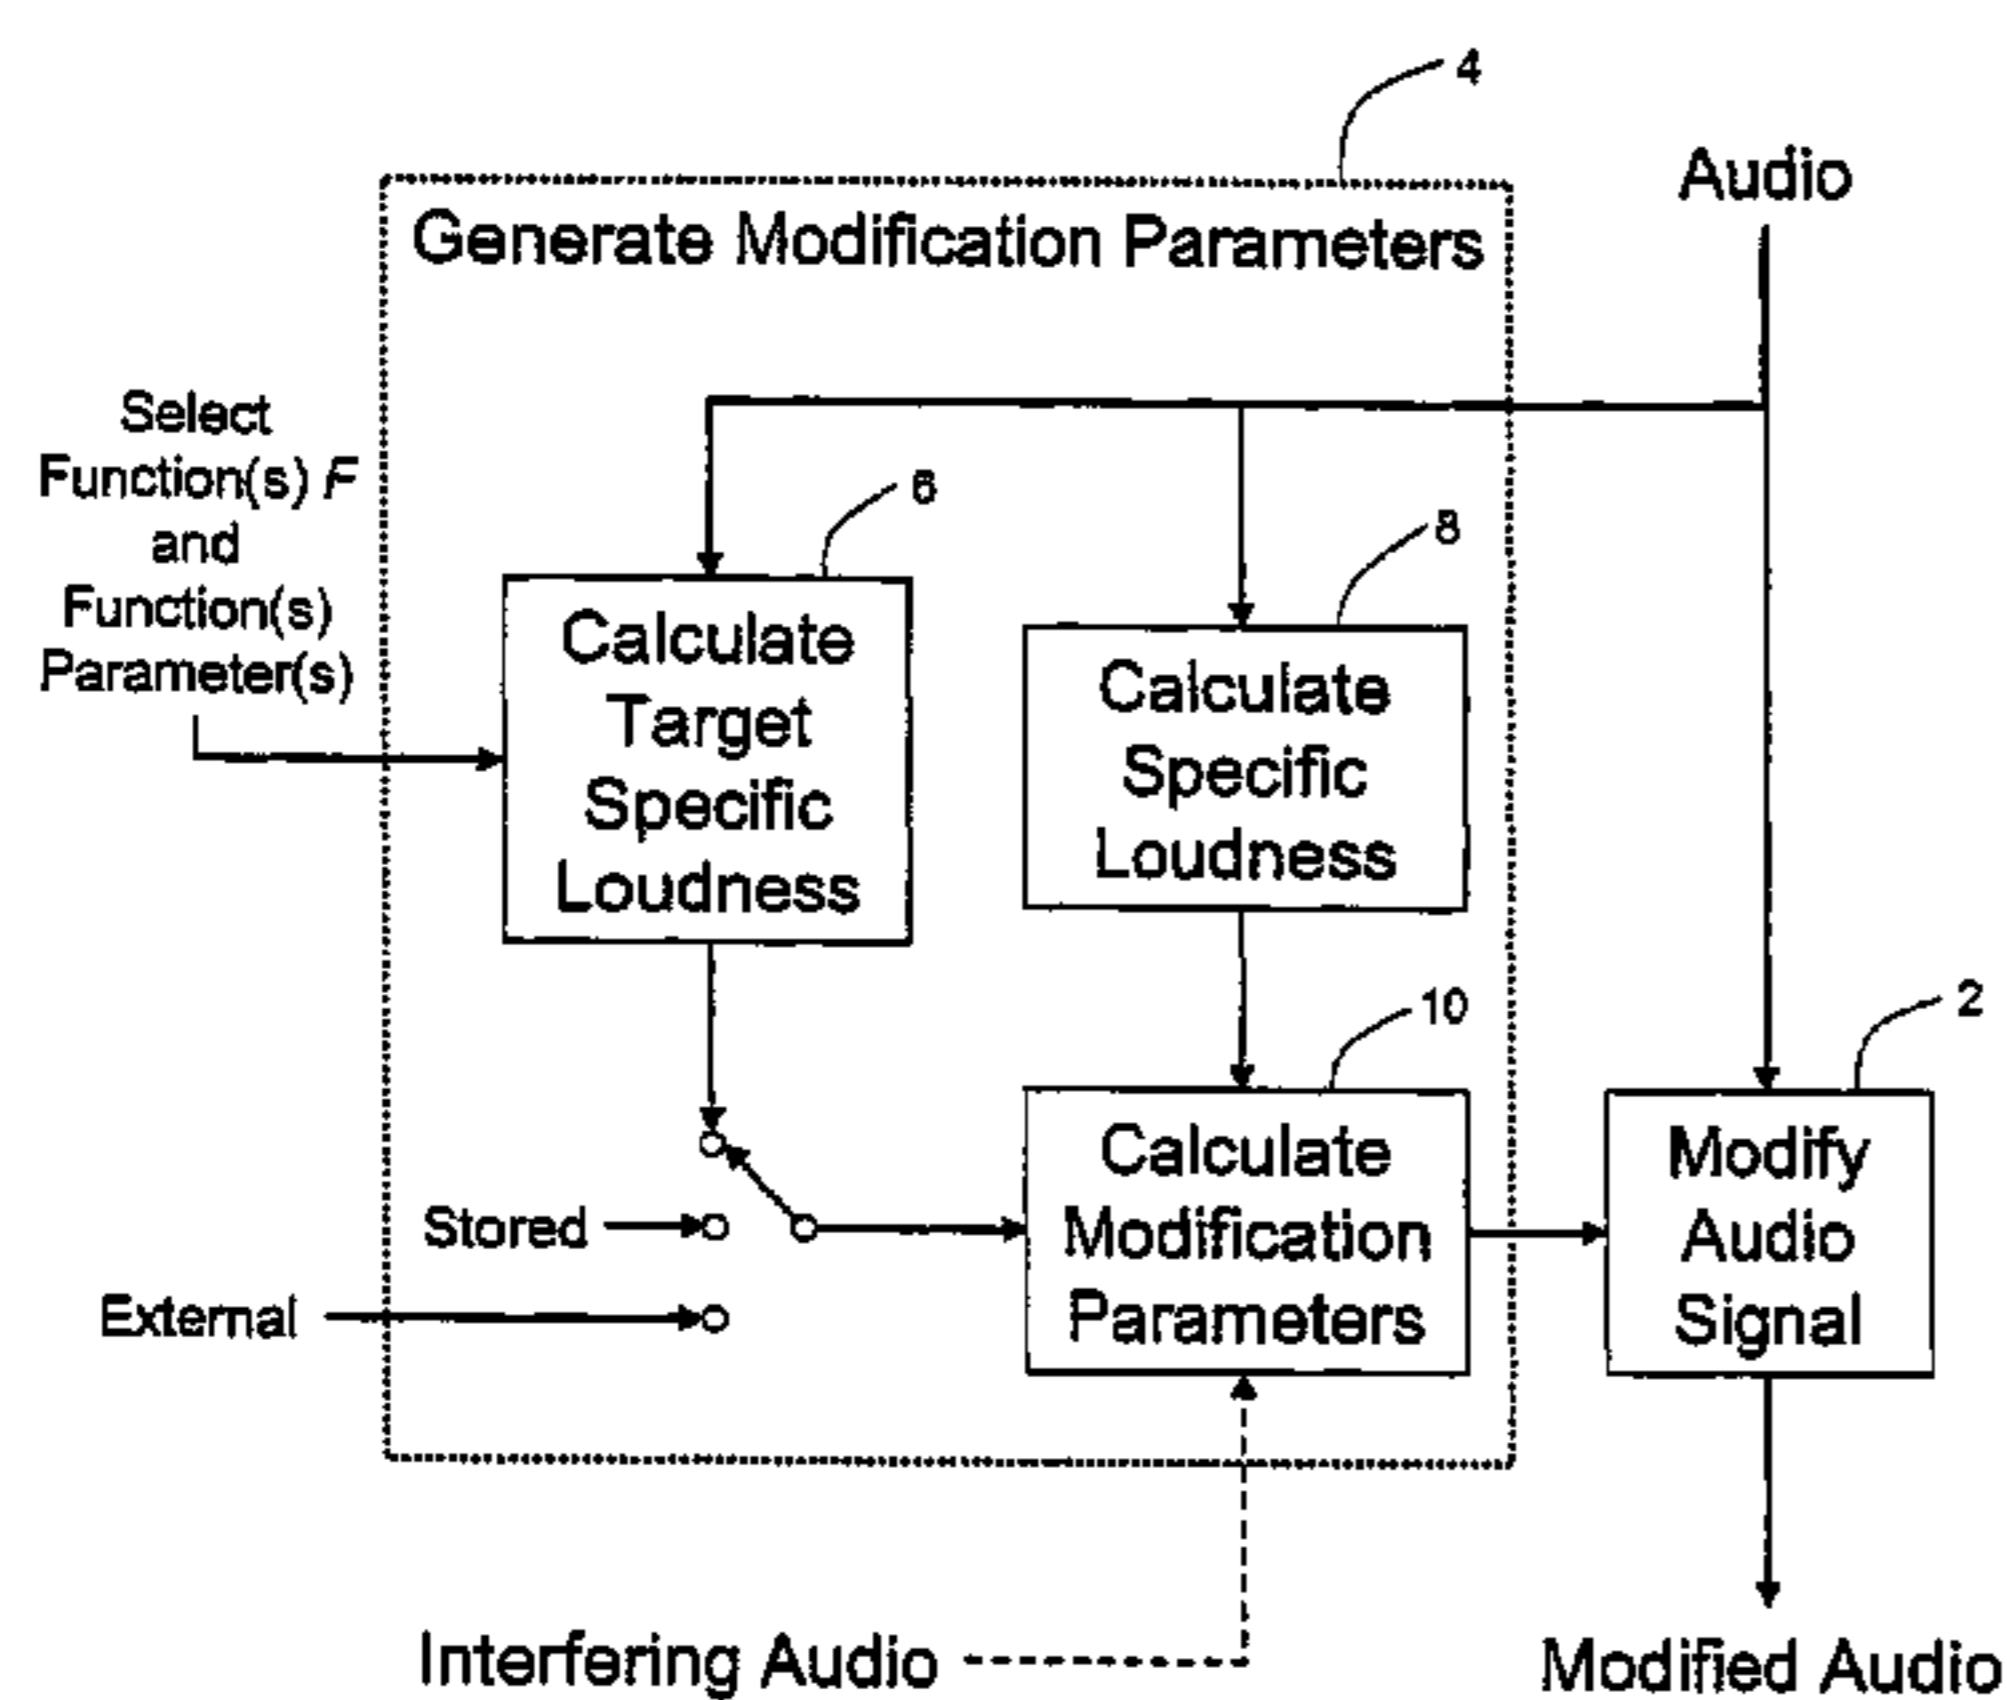 4
Audio
Generate Modification Parameters
Select
Function(s) F
and
Function(s)
Parameter(s)
6
8
Calculate
Target
Specific
Loudness
Calculate
Specific
Loudness
10
2
Calculate
Modification
Parameters
Modify
Audio
Signal
Stored
External
Interfering Audio
Modified Audio